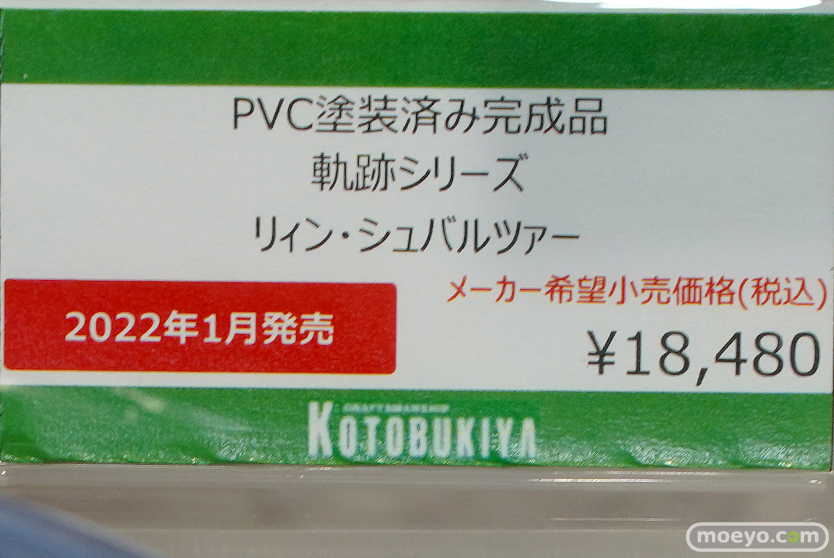 PVC塗装済み完成品
軌跡シリーズ
リィン・シュバルツァー
メーカー希望小売価格(税込)
2022年1月発売
¥18,480
CRAFTSMANSHIP
KOTOBUKIYA
moeyo.com